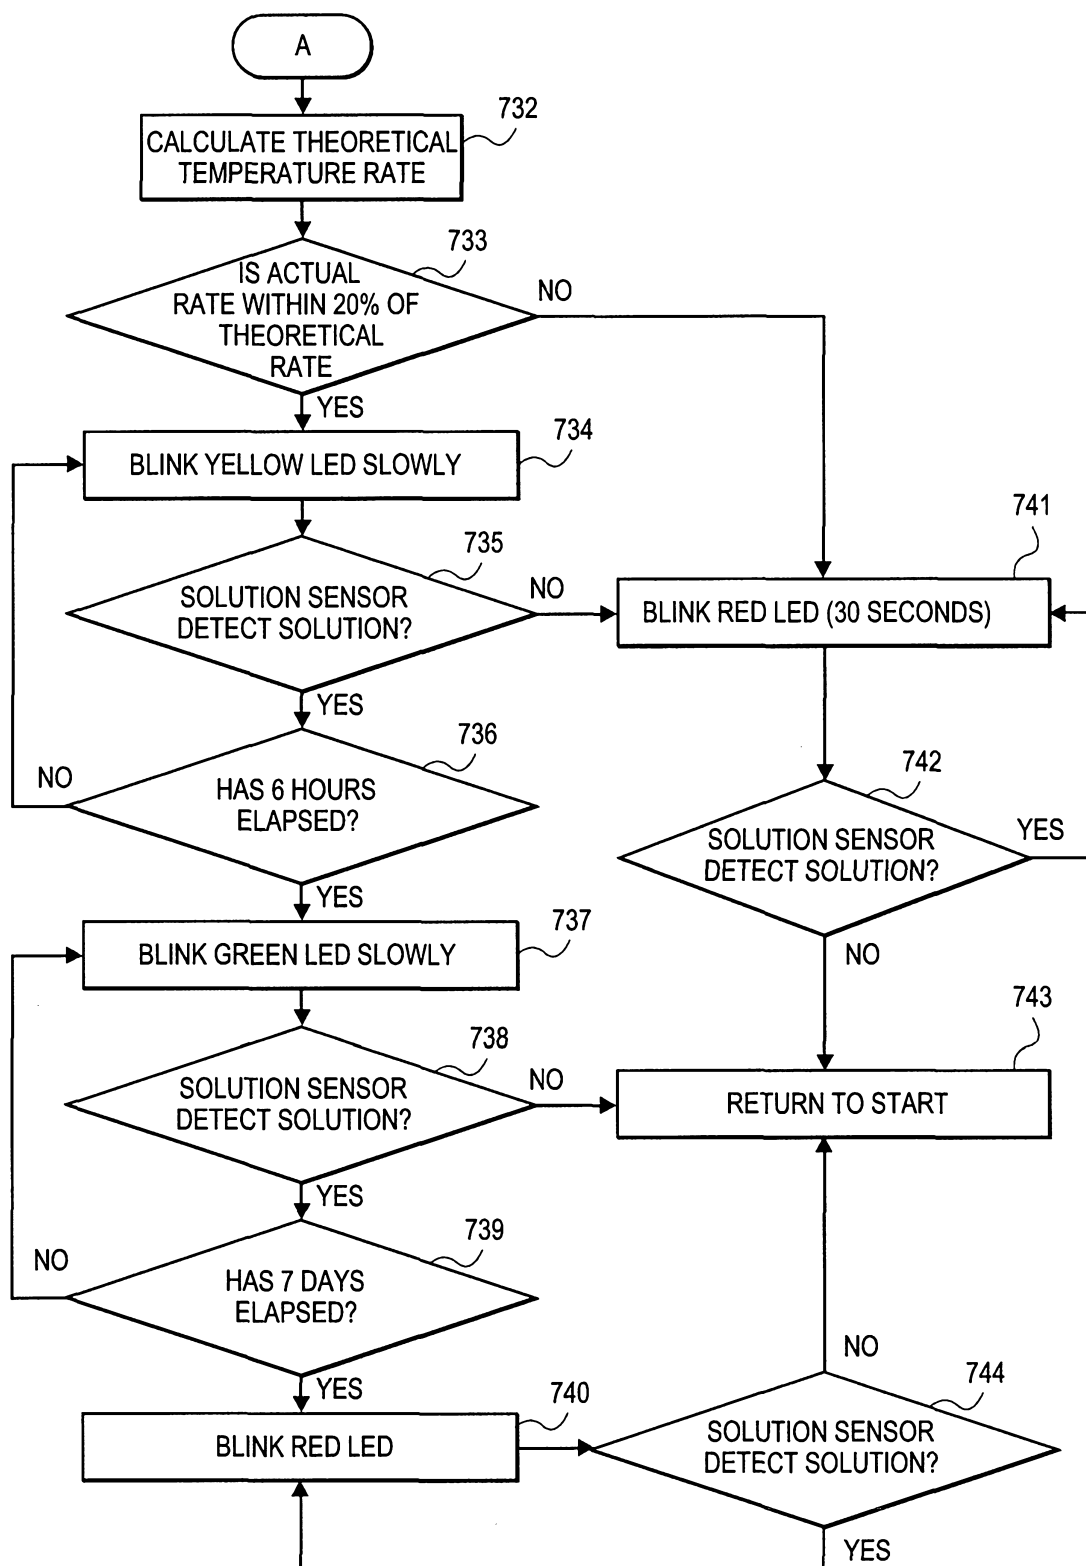 A
732
CALCULATE THEORETICAL
TEMPERATURE RATE
733
IS ACTUAL
RATE WITHIN 20% OF
THEORETICAL
RATE
NO
YES
734
BLINK YELLOW LED SLOWLY
735
SOLUTION SENSOR
DETECT SOLUTION?
NO
741
BLINK RED LED (30 SECONDS)
YES
736
NO
HAS 6 HOURS
ELAPSED?
742
SOLUTION SENSOR
DETECT SOLUTION?
YES
YES
737
BLINK GREEN LED SLOWLY
NO
743
738
SOLUTION SENSOR
DETECT SOLUTION?
NO
RETURN TO START
YES
739
NO
HAS 7 DAYS
ELAPSED?
NO
YES
740
744
BLINK RED LED
SOLUTION SENSOR
DETECT SOLUTION?
YES